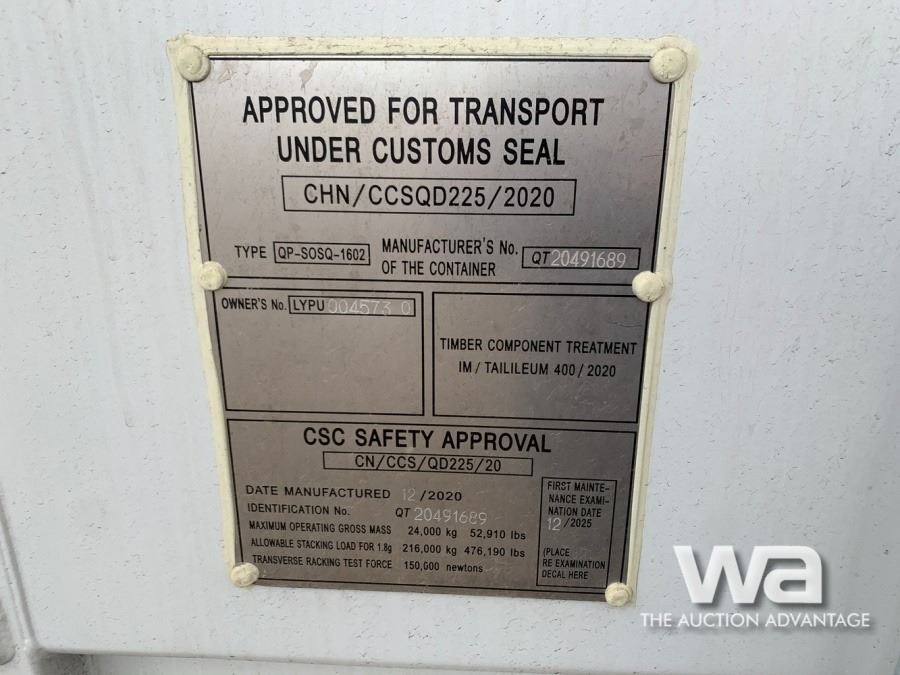 APPROVED FOR TRANSPORT
UNDER CUSTOMS SEAL
CHN/CCSQD225/2020
TYPE QP-SOSQ-1602 MANUFACTURER'S No. OF THE CONTAINER QT 20491689
OWNER'S No. LYPU 004573 0
TIMBER COMPONENT TREATMENT
IM/TAILILEUM 400/2020
CSC SAFETY APPROVAL
CN/CCS/QD225/20
DATE MANUFACTURED 12/2020
IDENTIFICATION No. QT 20491689
MAXIMUM OPERATING GROSS MASS 24,000 kg 52,910 lbs
ALLOWABLE STACKING LOAD FOR 1.8g 216,000 kg 476,190 lbs
TRANSVERSE RACKING TEST FORCE 150,000 newtons
FIRST MAINTE-
NANCE EXAMI-
NATION DATE
12/2025
(PLACE
RE EXAMINATION
DECAL HERE
wa
THE AUCTION ADVANTAGE